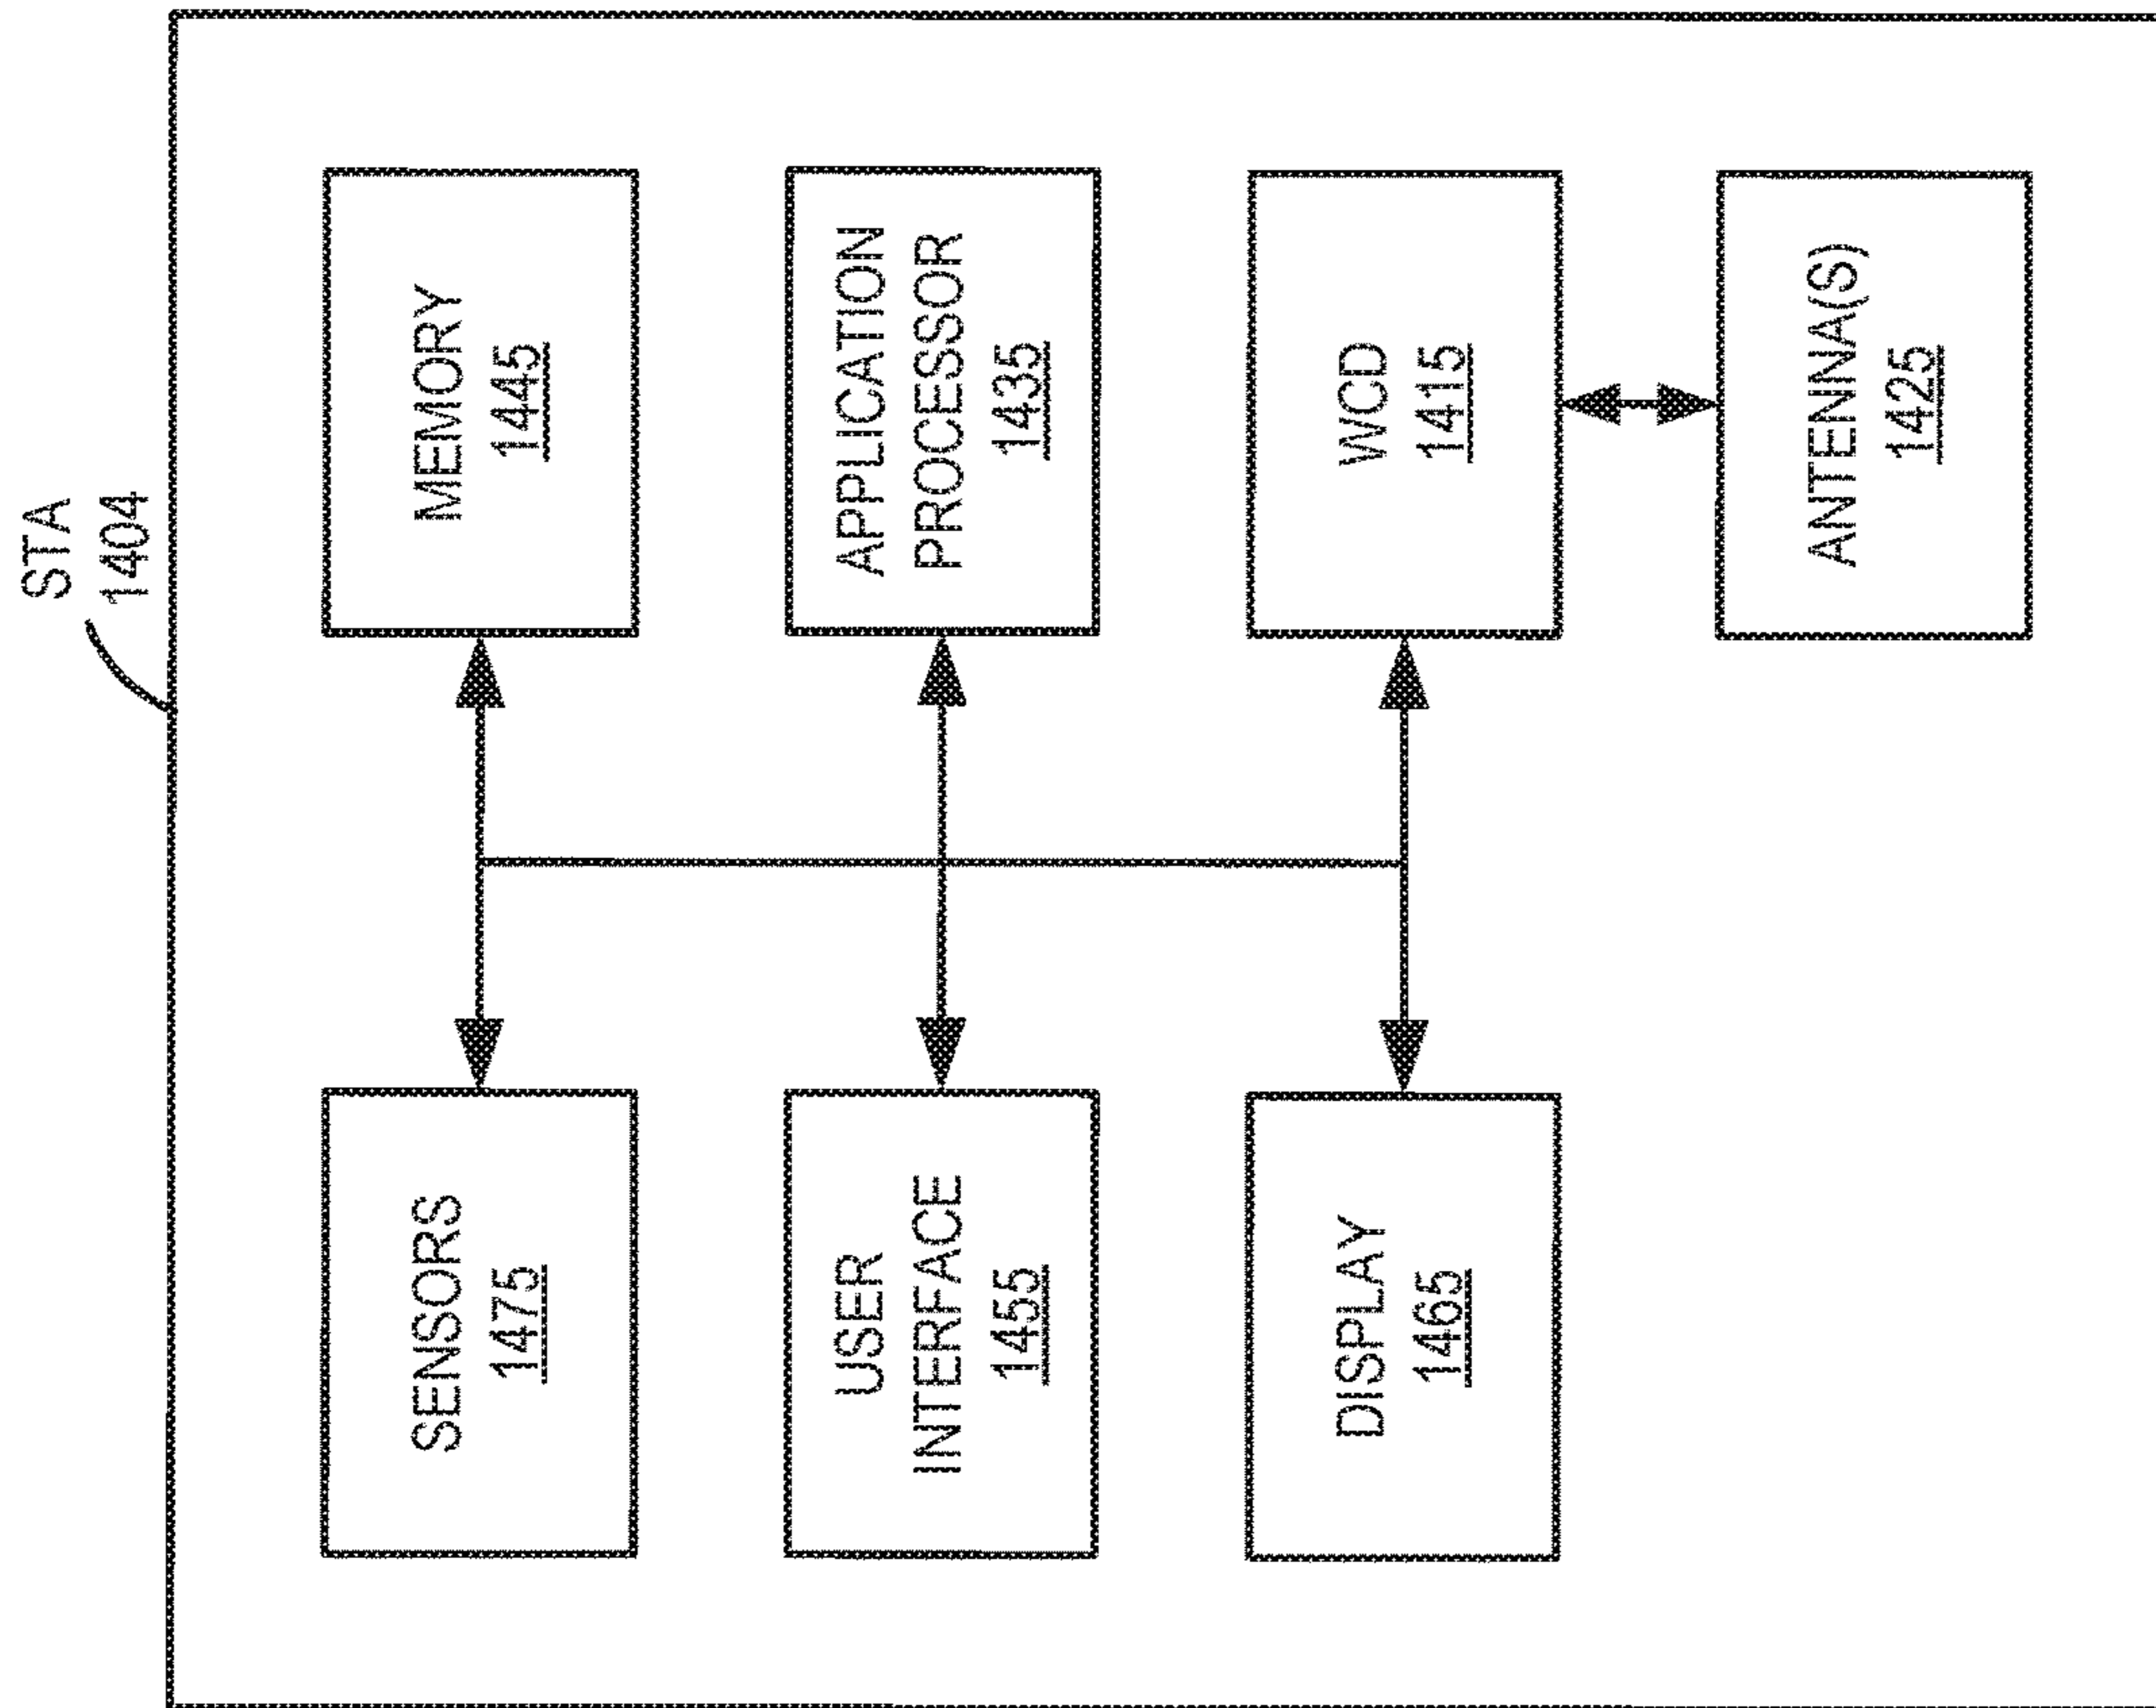 STA
1404
SENSORS
1475
MEMORY
1445
USER
INTERFACE
1455
APPLICATION
PROCESSOR
1435
DISPLAY
1465
WCD
1415
ANTENNA(S)
1425